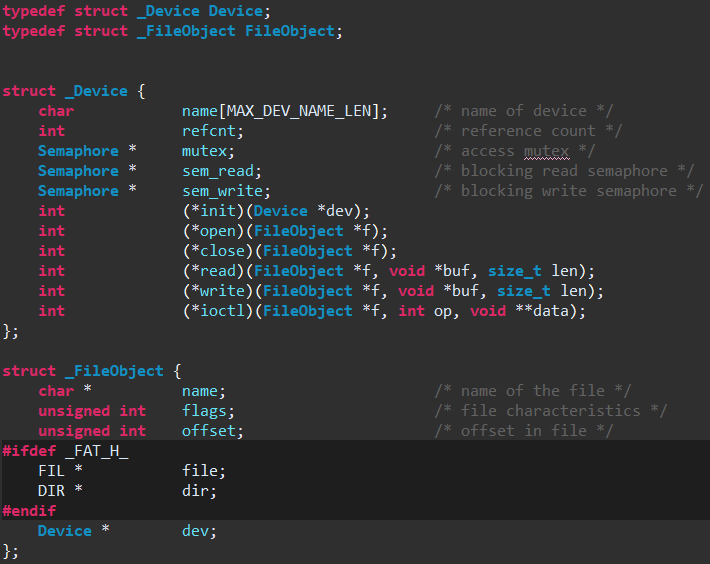 typedef struct _Device Device;
typedef struct _FileObject FileObject;
struct _Device {
char name[MAX_DEV_NAME_LEN]; /* name of device */
int refcnt; /* reference count */
Semaphore * mutex; /* access mutex */
Semaphore * sem_read; /* blocking read semaphore */
Semaphore * sem_write; /* blocking write semaphore */
int (*init)(Device *dev);
int (*open)(FileObject *f);
int (*close)(FileObject *f);
int (*read)(FileObject *f, void *buf, size_t len);
int (*write)(FileObject *f, void *buf, size_t len);
int (*ioctl)(FileObject *f, int op, void **data);
};
struct _FileObject {
char * name; /* name of the file */
unsigned int flags; /* file characteristics */
unsigned int offset; /* offset in file */
#ifdef _FAT_H_
FIL * file;
DIR * dir;
#endif
Device * dev;
};